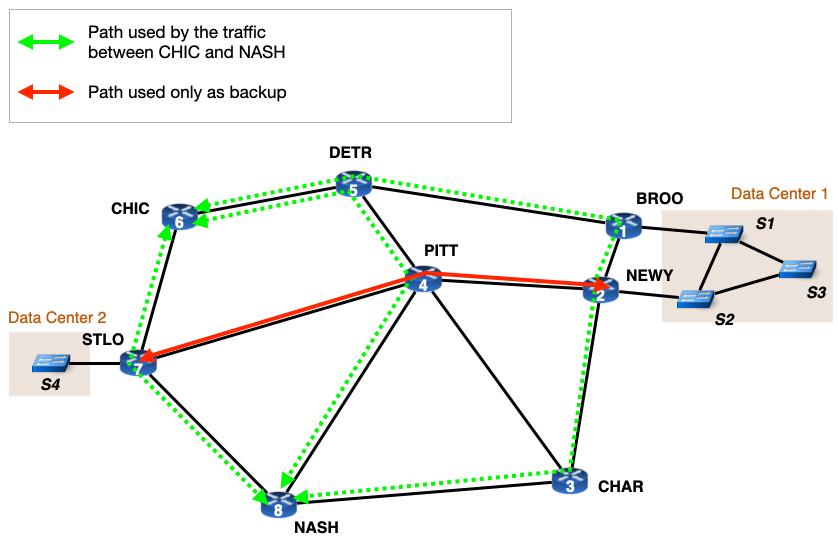 Path used by the traffic
between CHIC and NASH
Path used only as backup
DETR
5
CHIC
6
BROO
1
Data Center 1
S1
PITT
4
NEWY
2
S3
S2
Data Center 2
STLO
7
S4
3
CHAR
8
NASH